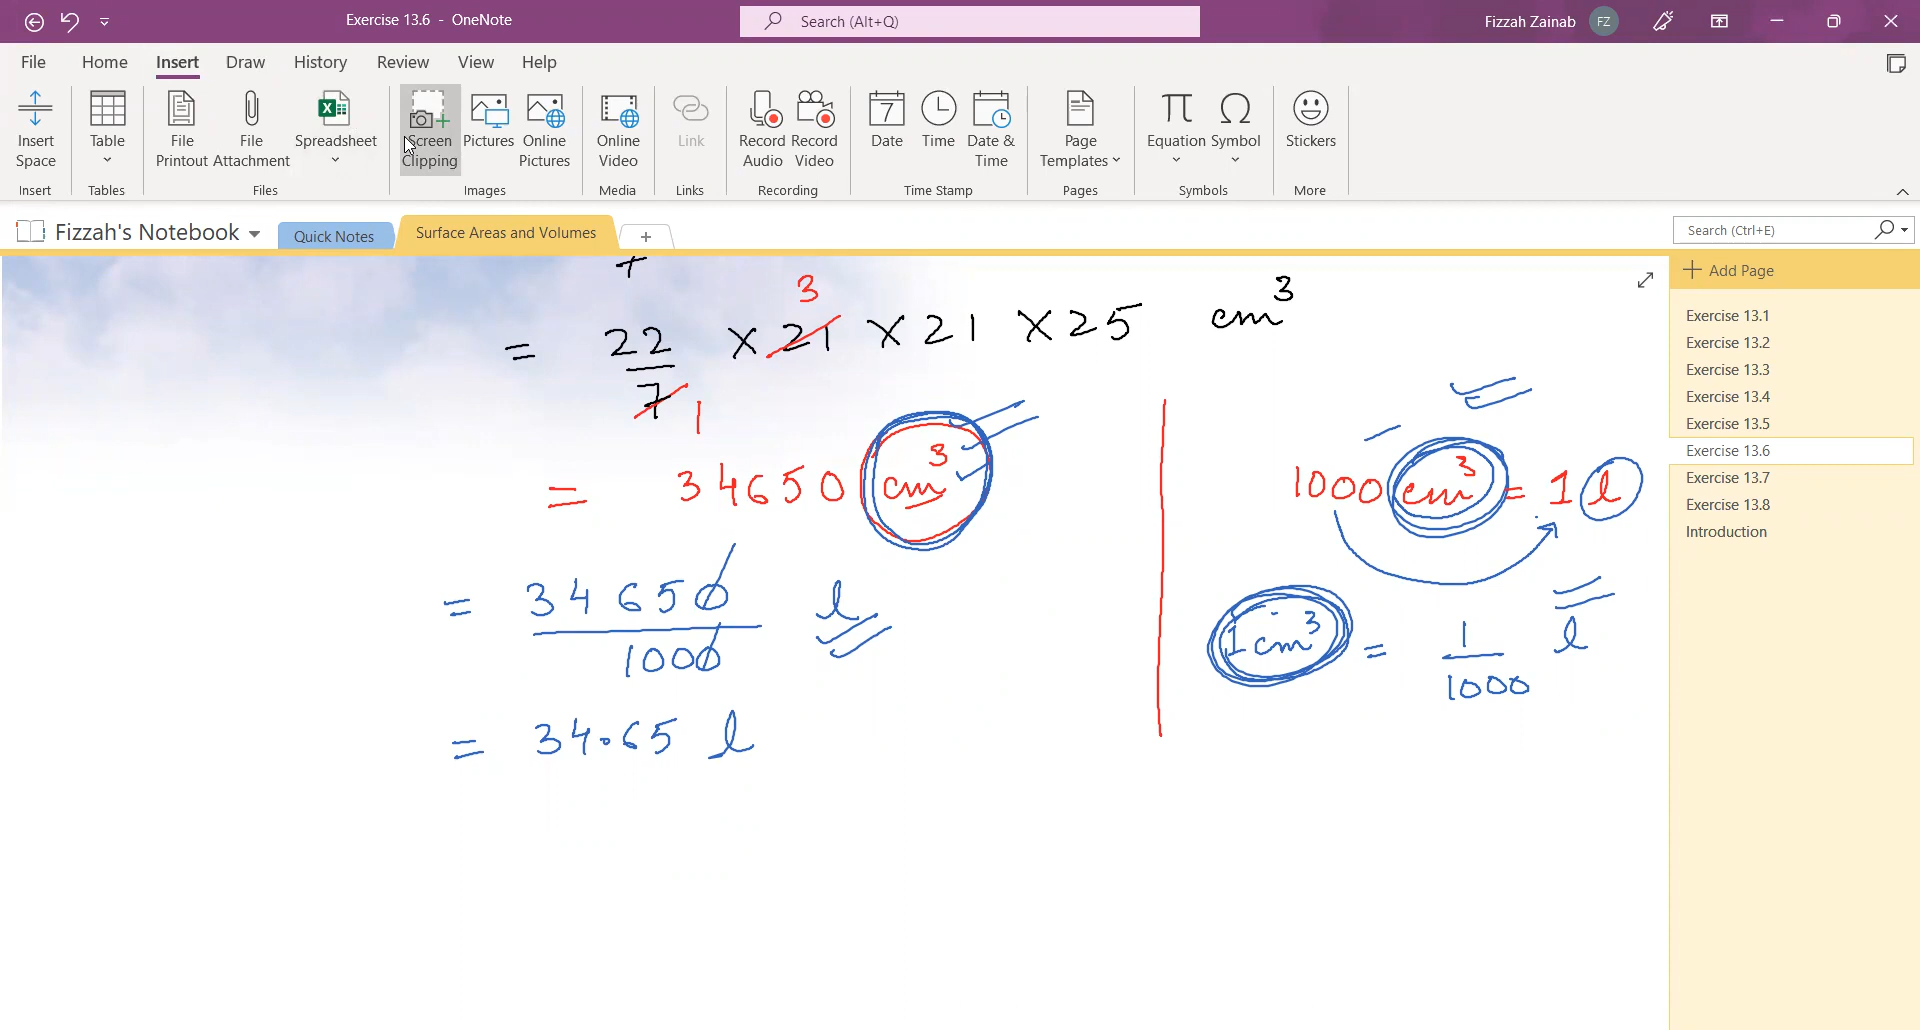 Exercise 13.6 - OneNote
Search (Alt+Q)
Fizzah Zainab FZ
File Home Insert Draw History Review View Help
Insert Space
Table
File Printout
File Attachment
Spreadsheet
Screen Clipping
Pictures
Online Pictures
Online Video
Link
Record Audio
Record Video
7
Date
Time
Date & Time
Page Templates
π
Equation
Ω
Symbol
Stickers
Insert Tables Files Images Media Links Recording Time Stamp Pages Symbols More
Fizzah's Notebook
Quick Notes
Surface Areas and Volumes
+
Search (Ctrl+E)
Add Page
Exercise 13.1
Exercise 13.2
Exercise 13.3
Exercise 13.4
Exercise 13.5
Exercise 13.6
Exercise 13.7
Exercise 13.8
Introduction
3
= 22/7 × 21 × 21 × 25 cm³
1
= 34650 cm³
= 34650/1000 l
= 34.65 l
1000 cm³ = 1 l
1 cm³ = 1/1000 l